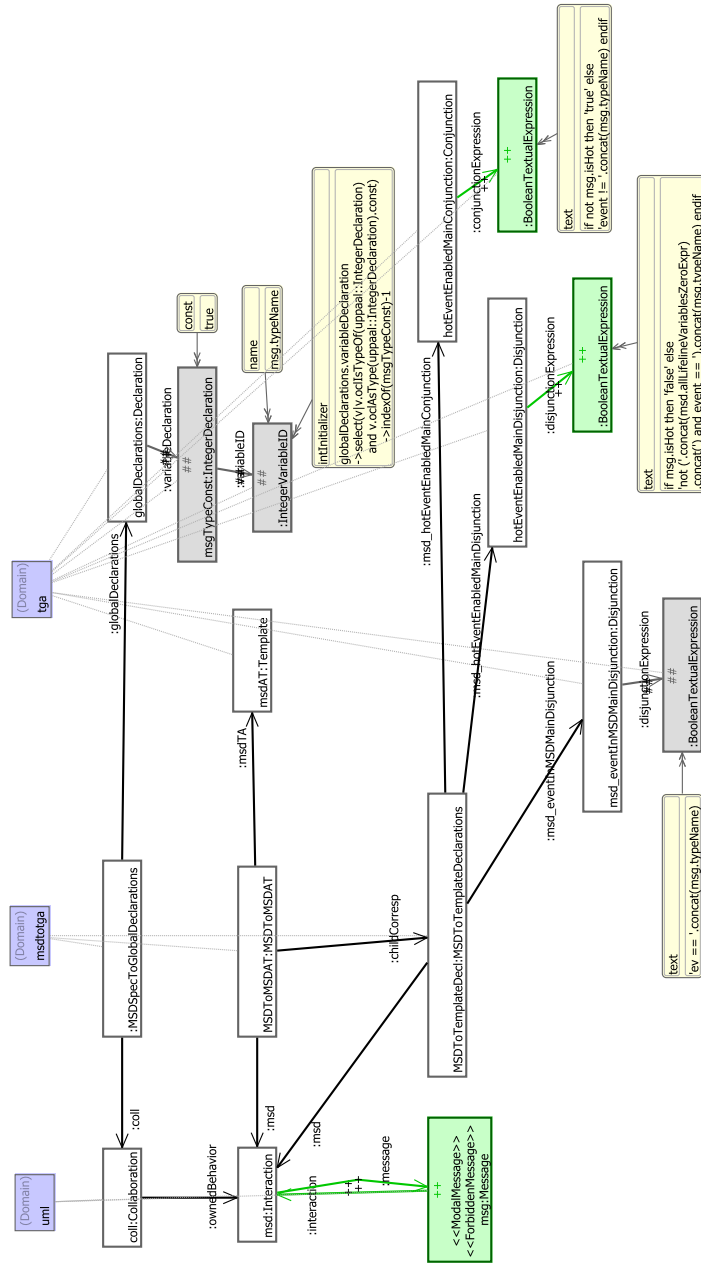 (Domain)
uml
(Domain)
msdtotga
(Domain)
tga
coll:Collaboration
:coll
:MSDSpecToGlobalDeclarations
:globalDeclarations
globalDeclarations:Declaration
:variableDeclaration
##
const
true
##
msgTypeConst:IntegerDeclaration
:ownedBehavior
msd:Interaction
:msd
MSDToMSDAT:MSDToMSDAT
:msdTA
msdAT:Template
:variableID
##
name
msg.typeName
##
:IntegerVariableID
intInitializer
globalDeclarations.variableDeclaration
->select(v|v.oclIsTypeOf(uppaal::IntegerDeclaration)
and v.oclAsType(uppaal::IntegerDeclaration).const)
->indexOf(msgTypeConst)-1
:interaction
++
++
:message
:msd
:childCorresp
++
<<ModalMessage>>
<<ForbiddenMessage>>
msg:Message
MSDToTemplateDecl:MSDToTemplateDeclarations
:msd_hotEventEnabledMainConjunction
hotEventEnabledMainConjunction:Conjunction
:conjunctionExpression
++
++
:BooleanTextualExpression
text
if not msg.isHot then 'true' else
'event != '.concat(msg.typeName) endif
:msd_hotEventEnabledMainDisjunction
hotEventEnabledMainDisjunction:Disjunction
:disjunctionExpression
++
++
:BooleanTextualExpression
text
if msg.isHot then 'false' else
'not ('.concat(msd.allLifelineVariablesZeroExpr)
.concat(') and event == ').concat(msg.typeName) endif
:msd_eventInMSDMainDisjunction
msd_eventInMSDMainDisjunction:Disjunction
:disjunctionExpression
##
##
:BooleanTextualExpression
text
'ev == '.concat(msg.typeName)